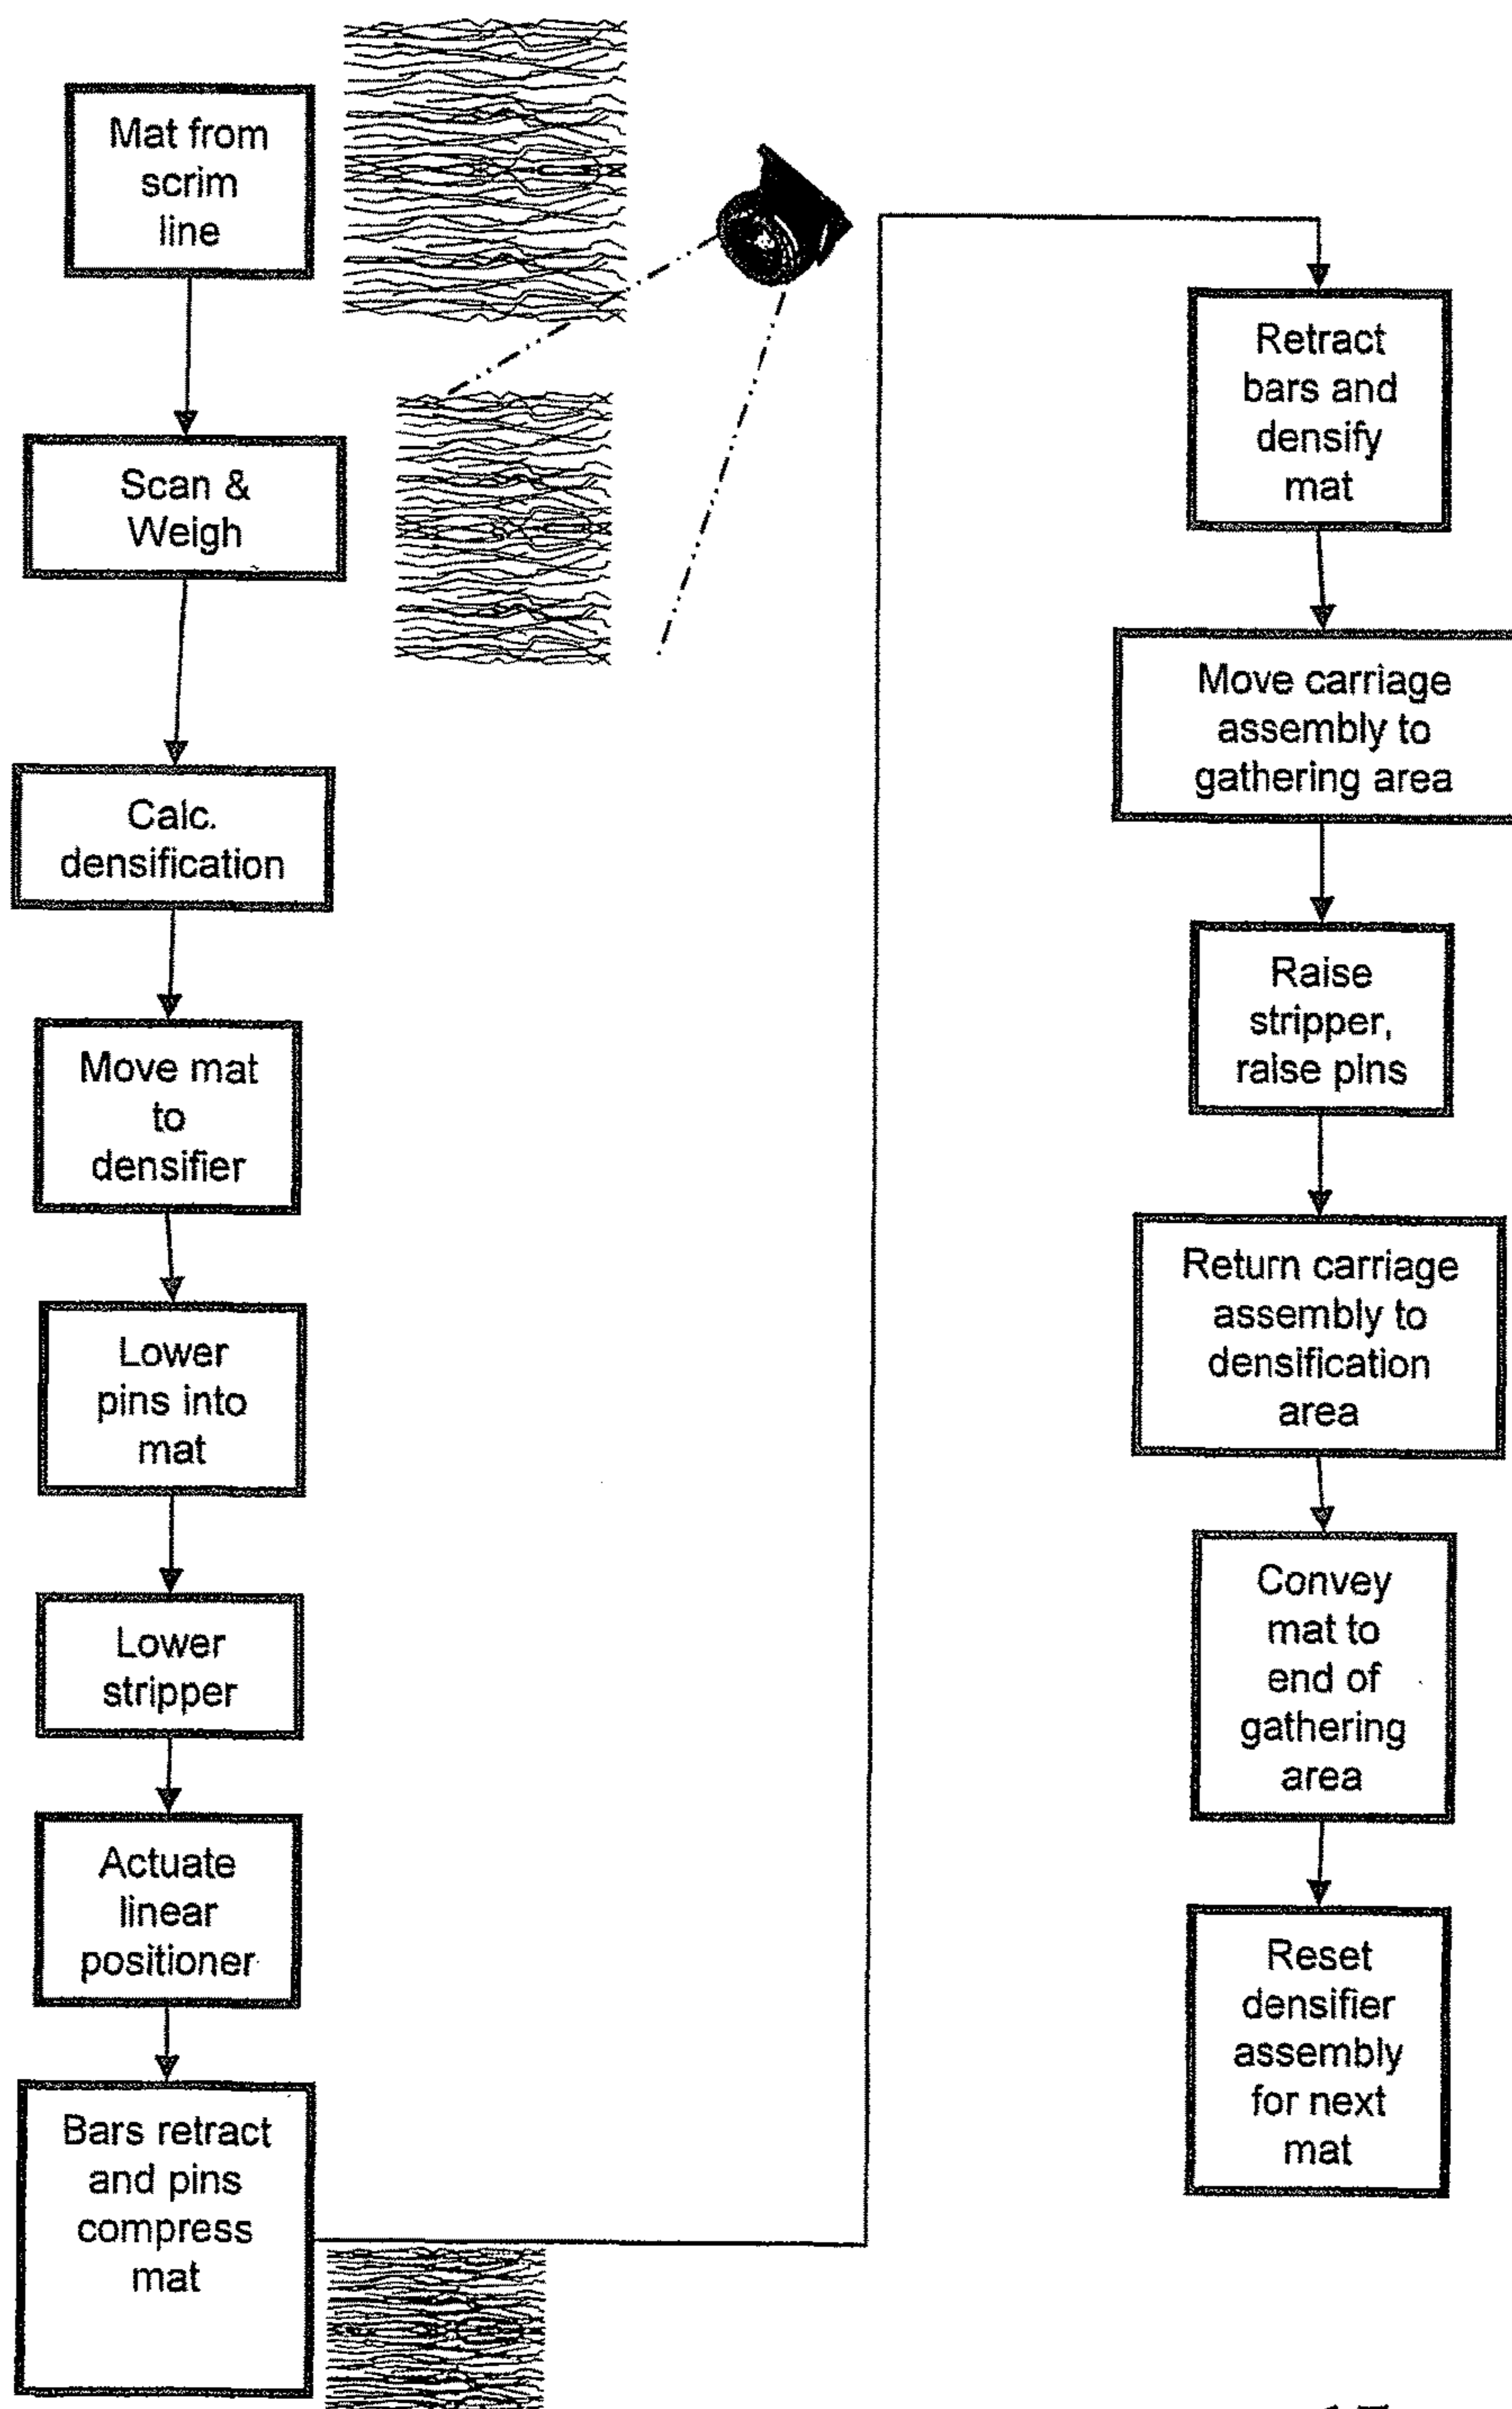 Mat from
scrim
line
Scan &
Weigh
Calc.
densification
Move mat
to
densifier
Lower
pins into
mat
Lower
stripper
Actuate
linear
positioner
Bars retract
and pins
compress
mat
Retract
bars and
densify
mat
Move carriage
assembly to
gathering area
Raise
stripper,
raise pins
Return carriage
assembly to
densification
area
Convey
mat to
end of
gathering
area
Reset
densifier
assembly
for next
mat